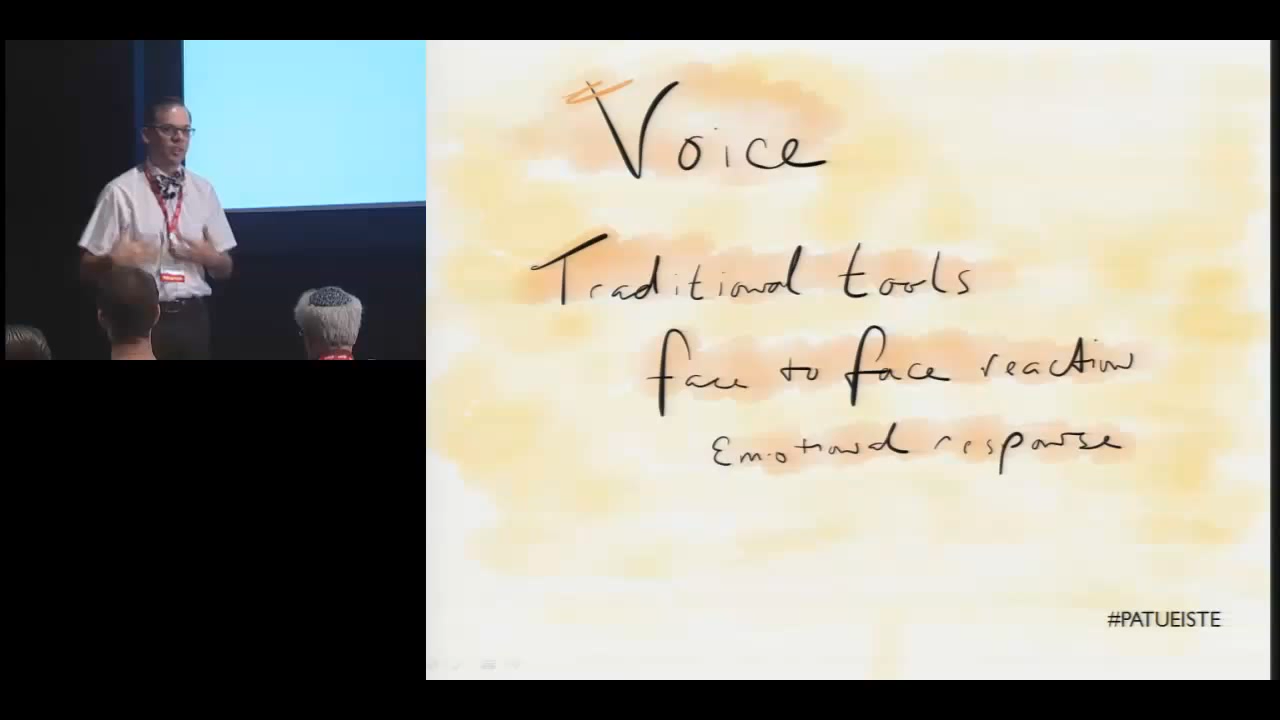 Voice
Traditional tools
face to face reaction
Emotional response
#PATUEISTE